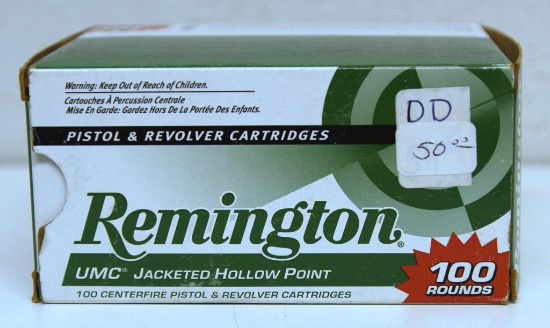 Warning: Keep Out of Reach of Children.
Cartouches À Percussion Centrale
Mise En Garde: Gardez Hors De La Portée Des Enfants.
DD
50.00
PISTOL & REVOLVER CARTRIDGES
Remington®
UMC® JACKETED HOLLOW POINT
100 CENTERFIRE PISTOL & REVOLVER CARTRIDGES
100
ROUNDS